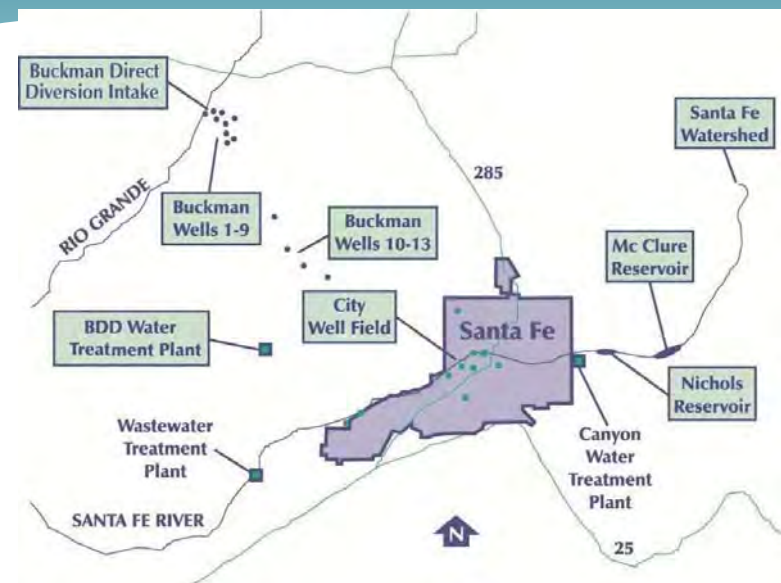 Buckman Direct
Diversion Intake
Santa Fe
Watershed
285
RIO GRANDE
Buckman
Wells 1-9
Buckman
Wells 10-13
Mc Clure
Reservoir
City
Well Field
Santa Fe
BDD Water
Treatment Plant
Nichols
Reservoir
Wastewater
Treatment
Plant
Canyon
Water
Treatment
Plant
SANTA FE RIVER
N
25